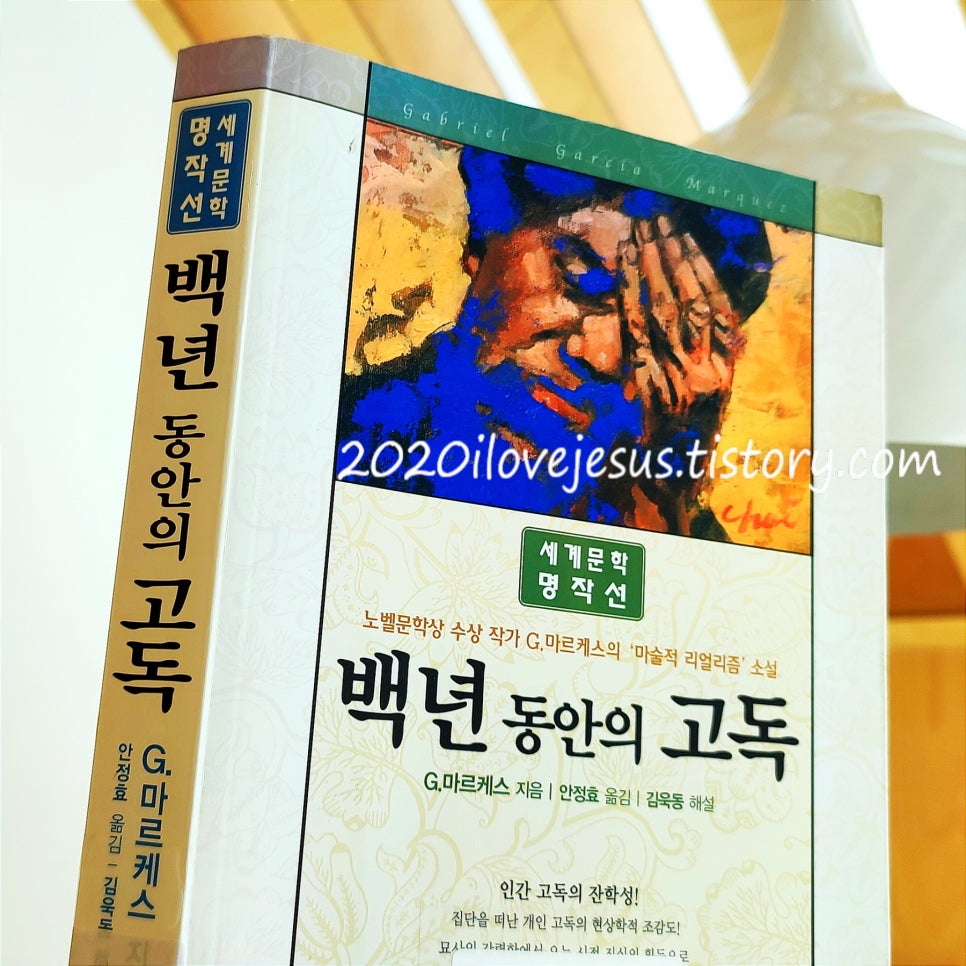 세계문학
명작선
백년 동안의 고독
G.마르케스
안정효 옮김 – 김욱동
Gabriel Garcia Marquez
2020ilovejesus.tistory.com
세계문학
명작선
노벨문학상 수상 작가 G.마르케스의 '마술적 리얼리즘' 소설
백년 동안의 고독
G.마르케스 지음 | 안정효 옮김 | 김욱동 해설
인간 고독의 잔학성!
집단을 떠난 개인 고독의 현상학적 조감도!